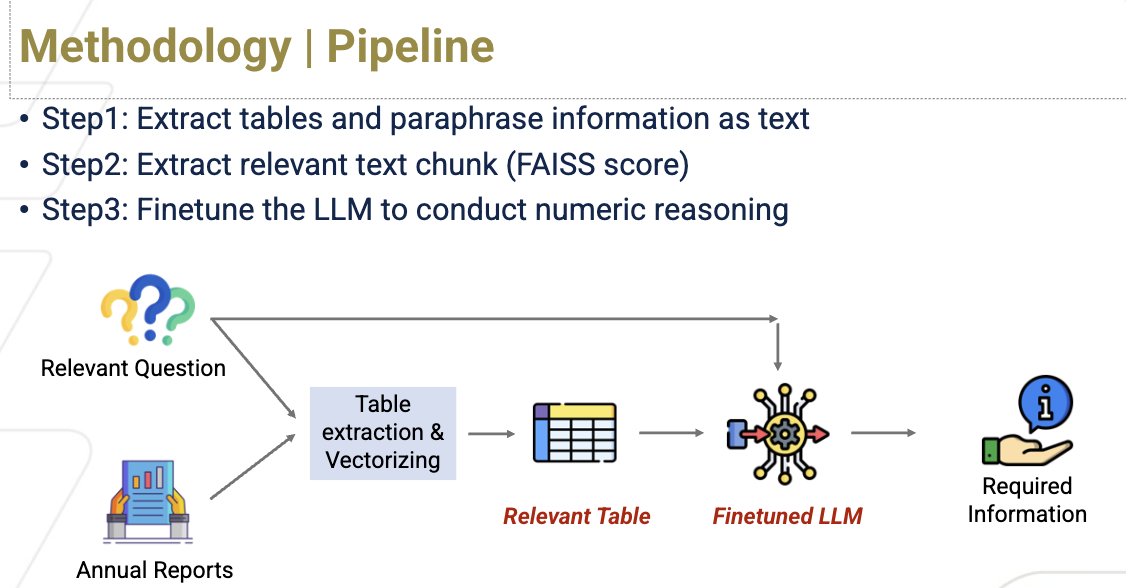 Methodology | Pipeline
• Step1: Extract tables and paraphrase information as text
• Step2: Extract relevant text chunk (FAISS score)
• Step3: Finetune the LLM to conduct numeric reasoning
Relevant Question
Table
extraction &
Vectorizing
Relevant Table
Finetuned LLM
Required
Information
Annual Reports